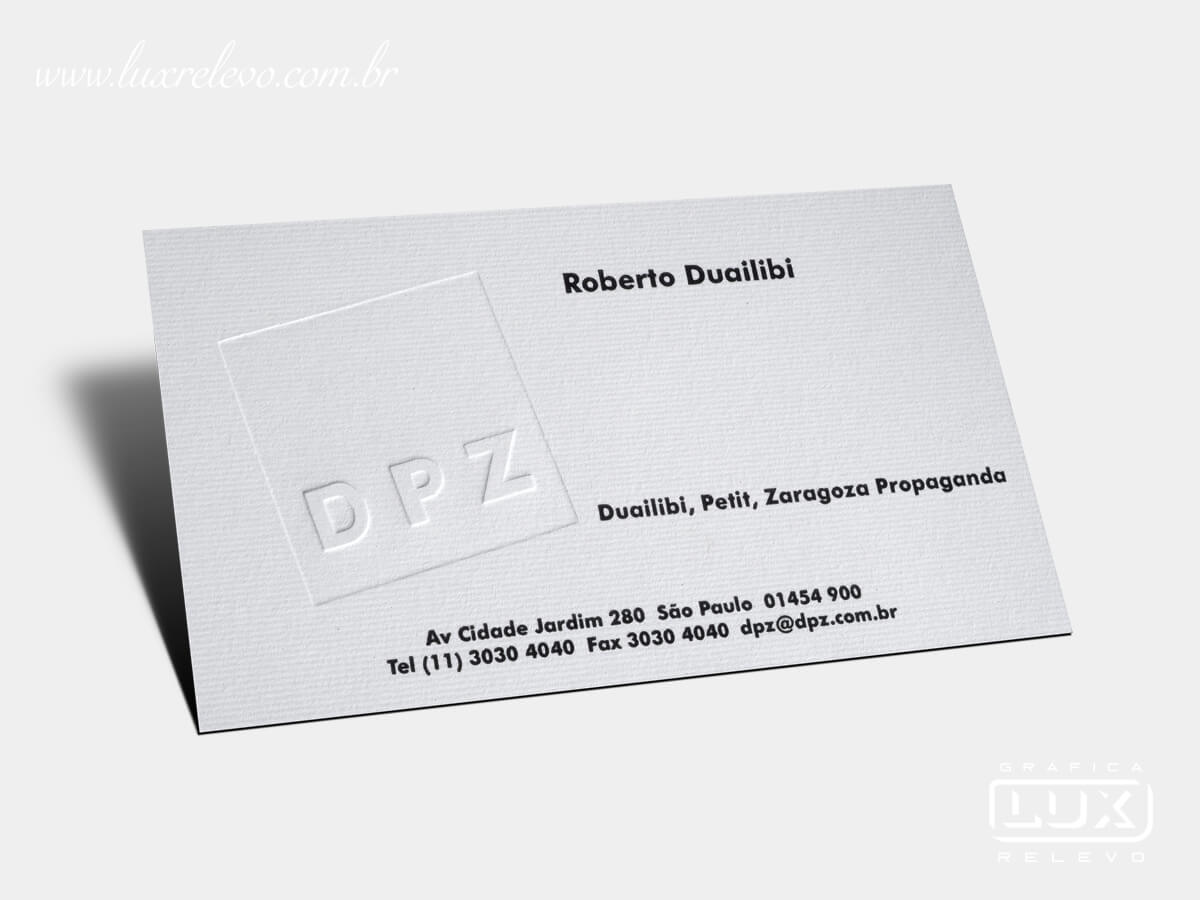 www.luxrelevo.com.br
Roberto Duailibi
D P Z
Duailibi, Petit, Zaragoza Propaganda
Av Cidade Jardim 280 São Paulo 01454 900
Tel (11) 3030 4040 Fax 3030 4040 dpz@dpz.com.br
GRÁFICA
LUX
RELEVO